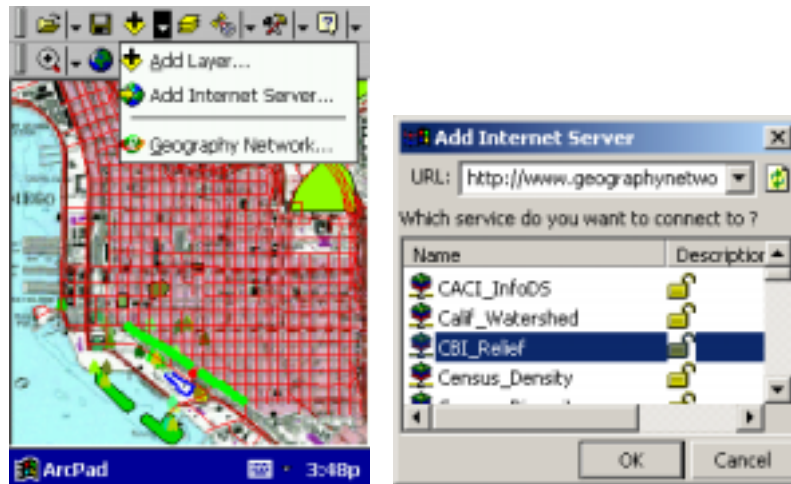 Add Layer...
Add Internet Server...
Geography Network...
ArcPad
3:48p
Add Internet Server
URL: http://www.geographynetwo
Which service do you want to connect to ?
Name Description
CACI_InfoDS
Calif_Watershed
CBI_Relief
Census_Density
OK Cancel